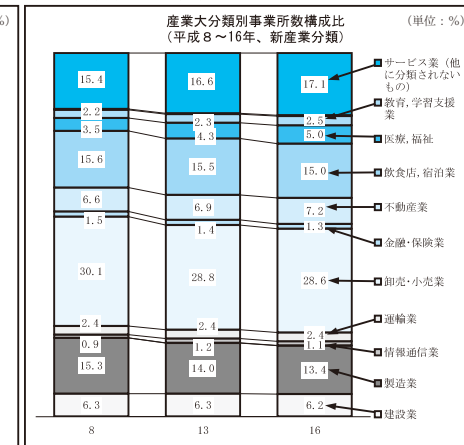 %)
産業大分類別事業所数構成比
(平成８～16年、新産業分類)
(単位：%)
15.4
16.6
17.1
サービス業（他
に分類されない
もの）
2.2
2.3
2.5
教育,学習支援
業
3.5
4.3
5.0
医療,福祉
15.6
15.5
15.0
飲食店,宿泊業
6.6
6.9
7.2
不動産業
1.5
1.4
1.3
金融・保険業
30.1
28.8
28.6
卸売・小売業
2.4
2.4
2.4
運輸業
0.9
1.2
1.1
情報通信業
15.3
14.0
13.4
製造業
6.3
6.3
6.2
建設業
8
13
16